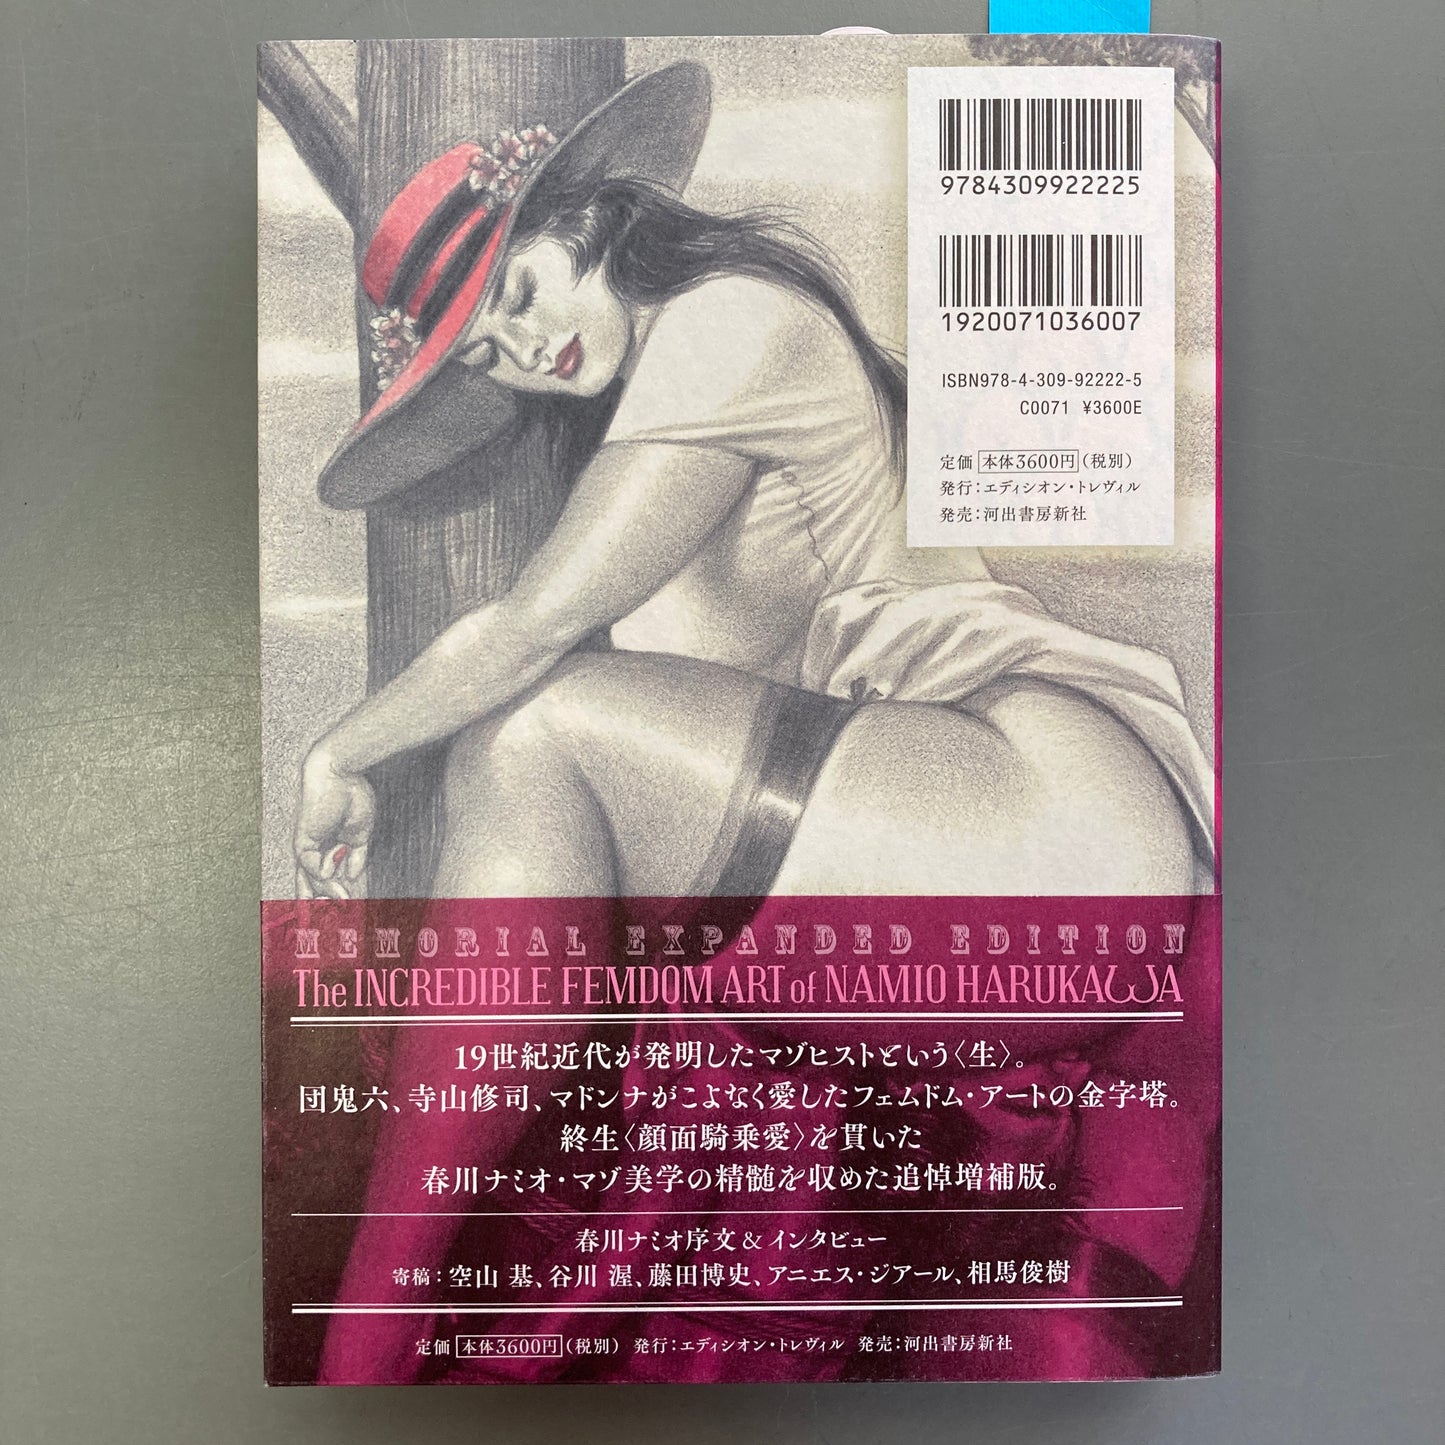 9784309922225
1920071036007
ISBN978-4-309-92222-5
C0071 ¥3600E
定価 本体3600円(税別)
発行:エディシオン・トレヴィル
発売:河出書房新社
MEMORIAL EXPANDED EDITION
The INCREDIBLE FEMDOM ART of NAMIO HARUKAWA
19世紀近代が発明したマゾヒストという〈生〉。
団鬼六、寺山修司、マドンナがこよなく愛したフェムドム・アートの金字塔。
終生〈顔面騎乗愛〉を貫いた
春川ナミオ・マゾ美学の精髄を収めた追悼増補版。
春川ナミオ序文&インタビュー
寄稿:空山 基、谷川 渥、藤田博史、アニエス・ジアール、相馬俊樹
定価 本体3600円(税別) 発行:エディシオン・トレヴィル 発売:河出書房新社